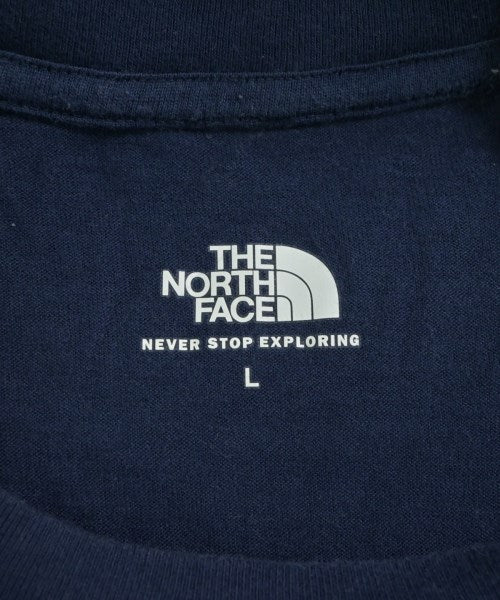 THE
NORTH
FACE
NEVER STOP EXPLORING
L